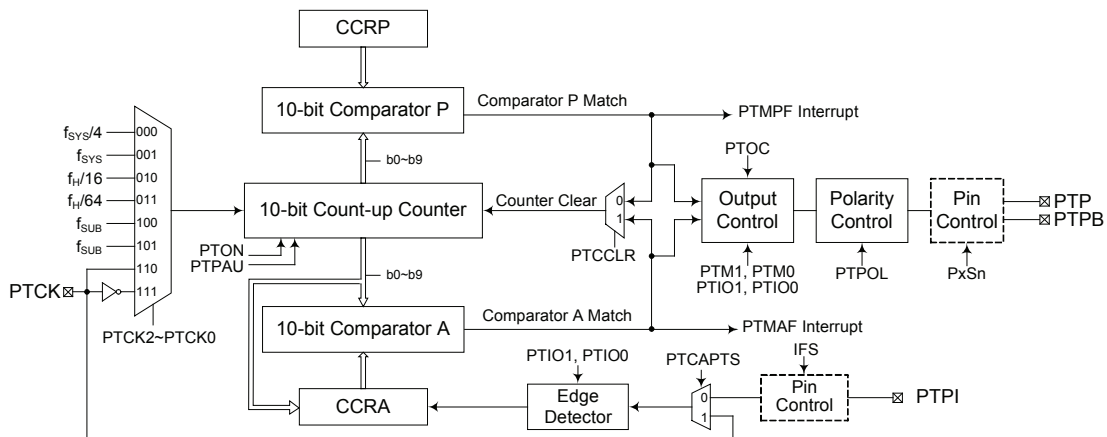 CCRP
10-bit Comparator P
Comparator P Match
PTMPF Interrupt
b0~b9
fSYS/4
000
fSYS
001
fH/16
010
fH/64
011
fSUB
100
fSUB
101
110
111
PTCK
PTCK2~PTCK0
10-bit Count-up Counter
PTON
PTPAU
Counter Clear
0
1
PTCCLR
PTOC
Output
Control
PTM1, PTM0
PTIO1, PTIO0
Polarity
Control
PTPOL
Pin
Control
PxSn
PTP
PTPB
b0~b9
10-bit Comparator A
Comparator A Match
PTMAF Interrupt
CCRA
PTIO1, PTIO0
Edge
Detector
PTCAPTS
0
1
IFS
Pin
Control
PTPI